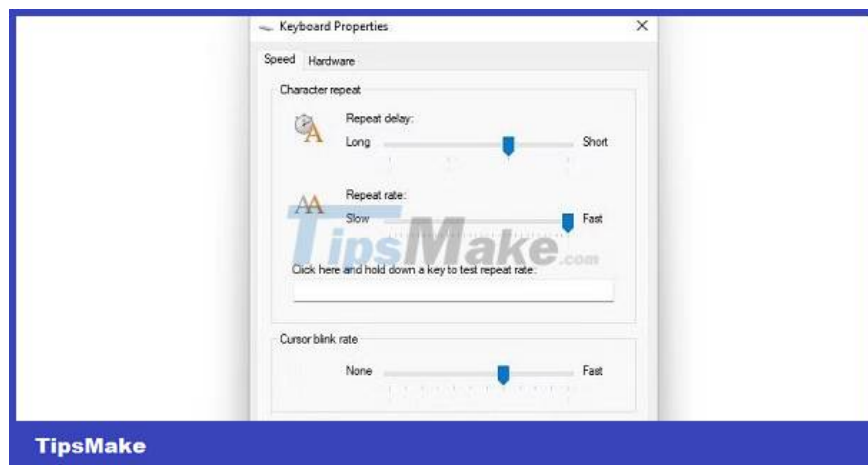 Keyboard Properties
Speed Hardware
Character repeat
Repeat delay:
Long Short
Repeat rate:
Slow Fast
TipsMake.com
Click here and hold down a key to test repeat rate:
Cursor blink rate
None Fast
TipsMake